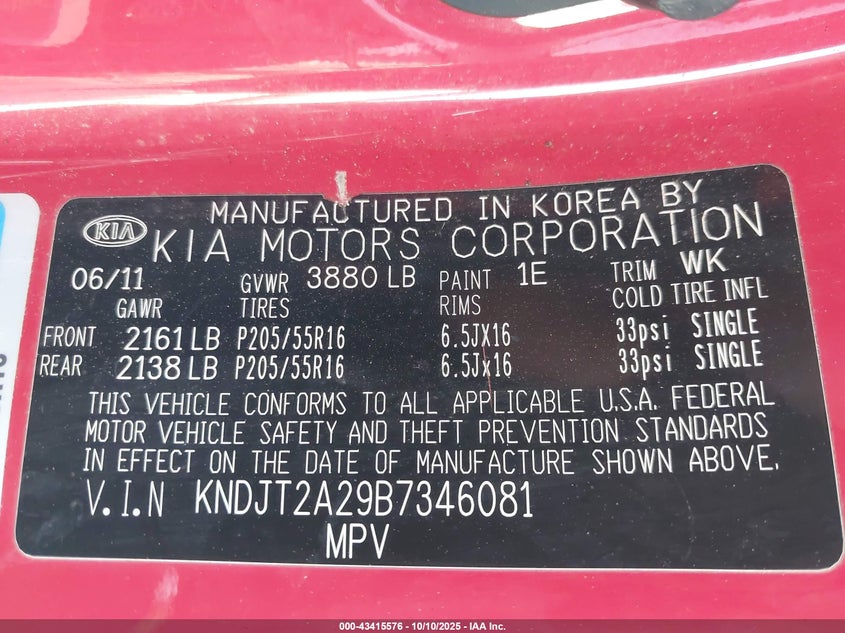 MANUFACTURED IN KOREA BY
KIA KIA MOTORS CORPORATION
06/11 GVWR 3880 LB PAINT 1E TRIM WK
GAWR TIRES RIMS COLD TIRE INFL
FRONT 2161 LB P205/55R16 6.5JX16 33psi SINGLE
REAR 2138 LB P205/55R16 6.5Jx16 33psi SINGLE
THIS VEHICLE CONFORMS TO ALL APPLICABLE U.S.A. FEDERAL
MOTOR VEHICLE SAFETY AND THEFT PREVENTION STANDARDS
IN EFFECT ON THE DATE OF MANUFACTURE SHOWN ABOVE.
V.I.N KNDJT2A29B7346081
MPV
000-43415576 - 10/10/2025 - IAA Inc.